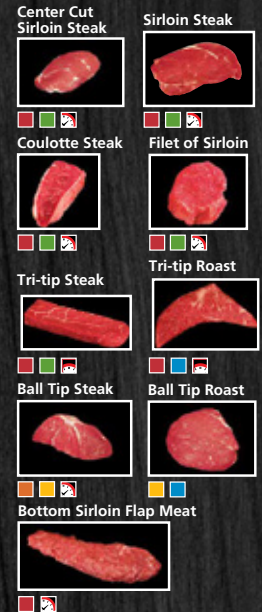 Center Cut
Sirloin Steak
Sirloin Steak
Coulotte Steak
Filet of Sirloin
Tri-tip Steak
Tri-tip Roast
Ball Tip Steak
Ball Tip Roast
Bottom Sirloin Flap Meat